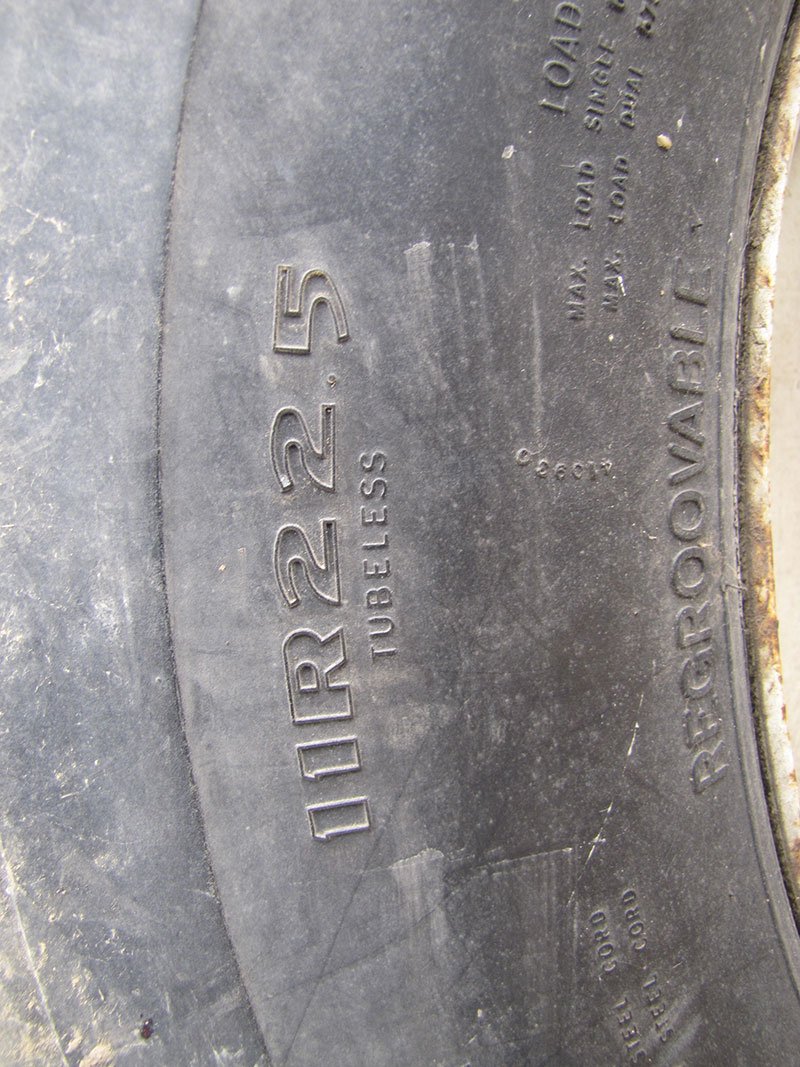 11R22.5
TUBELESS
LOAD
MAX. LOAD SINGLE
MAX. LOAD DUAL
REGROOVABLE
STEEL CORD
STEEL CORD